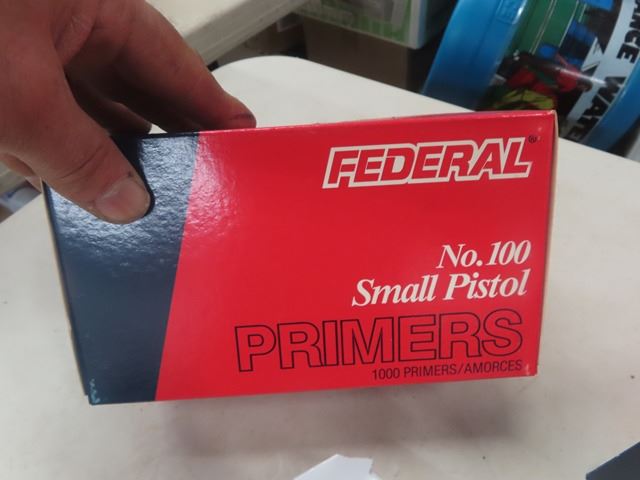 FEDERAL®
No.100
Small Pistol
PRIMERS
1000 PRIMERS/AMORCES